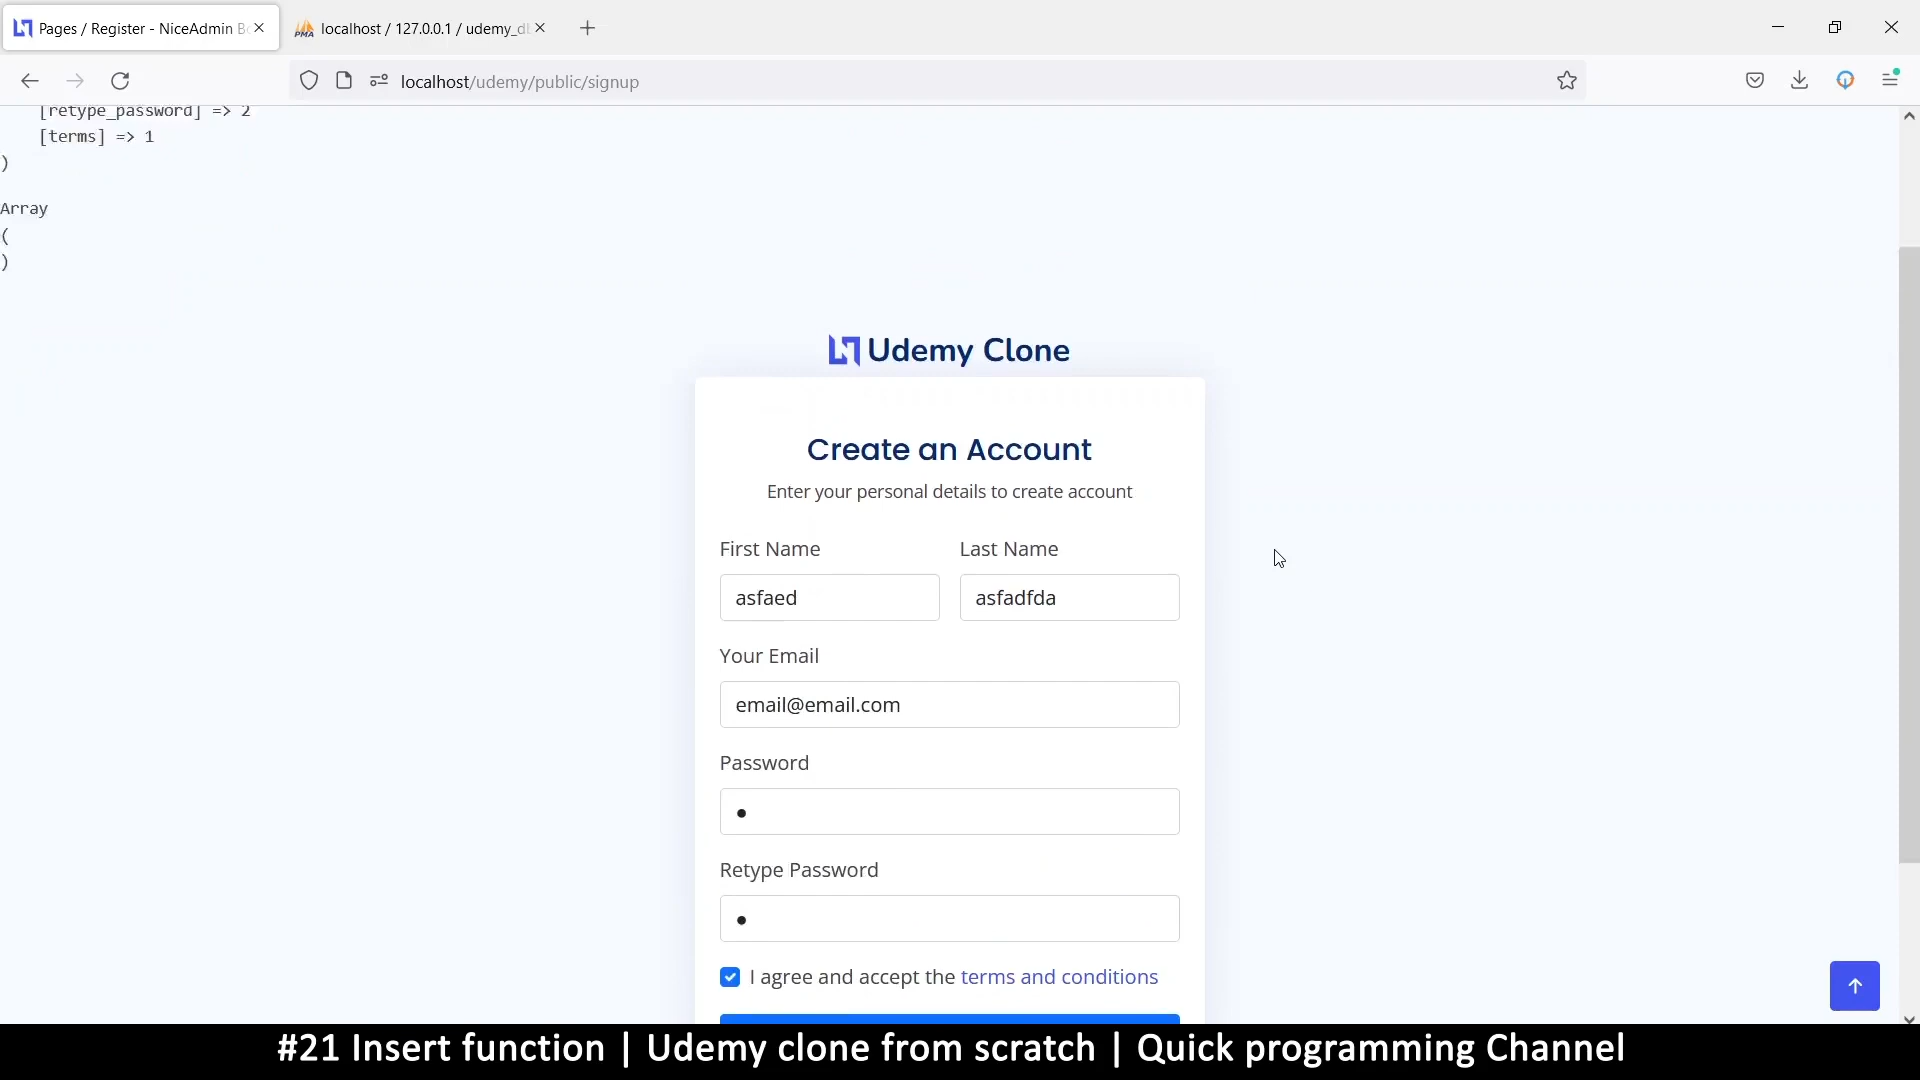 Pages / Register - NiceAdmin Bo
localhost / 127.0.0.1 / udemy_d
localhost/udemy/public/signup
[retype_password] => 2
[terms] => 1
)
Array
(
)
Udemy Clone
Create an Account
Enter your personal details to create account
First Name
Last Name
asfaed
asfadfda
Your Email
email@email.com
Password
Retype Password
I agree and accept the terms and conditions
#21 Insert function | Udemy clone from scratch | Quick programming Channel